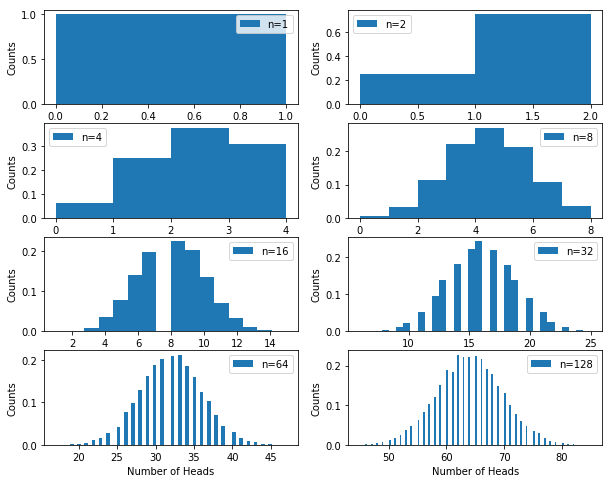 1.0
0.5
0.0
Counts
n=1
0.0 0.2 0.4 0.6 0.8 1.0
0.6
0.4
0.2
0.0
Counts
n=2
0.0 0.5 1.0 1.5 2.0
0.3
0.2
0.1
0.0
Counts
n=4
0 1 2 3 4
0.2
0.1
0.0
Counts
n=8
0 2 4 6 8
0.2
0.1
0.0
Counts
n=16
2 4 6 8 10 12 14
0.2
0.1
0.0
Counts
n=32
10 15 20 25
0.2
0.1
0.0
Counts
n=64
20 25 30 35 40 45
Number of Heads
0.2
0.1
0.0
Counts
n=128
50 60 70 80
Number of Heads